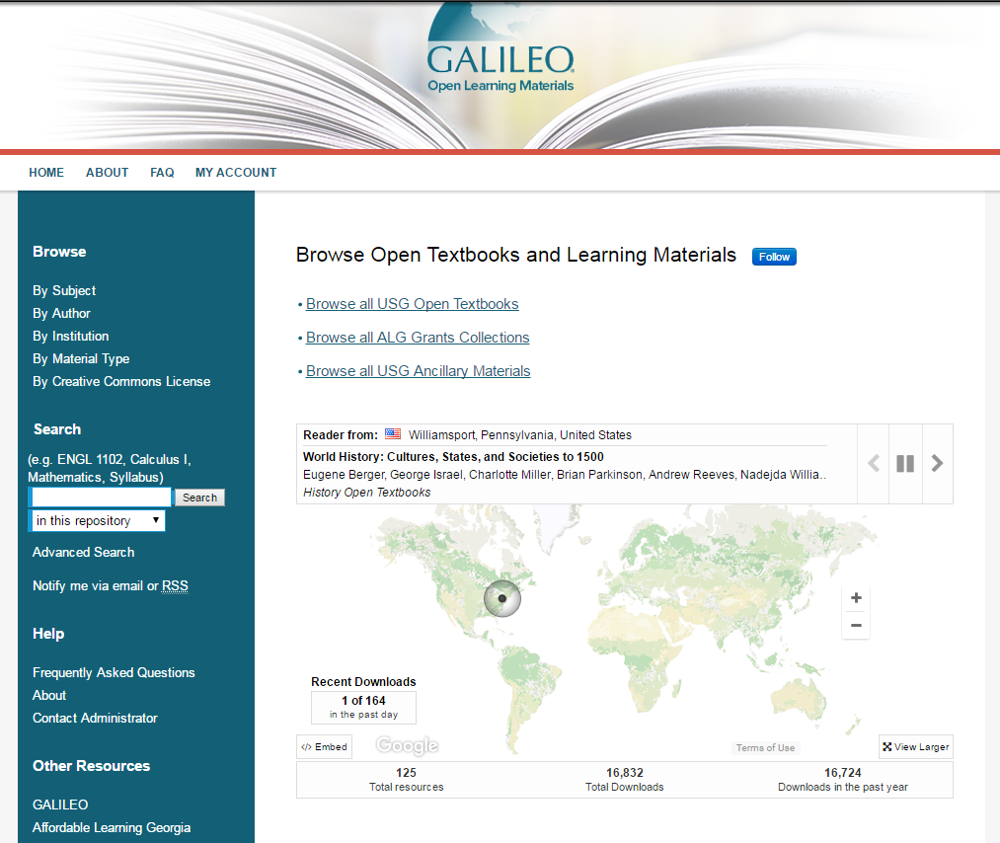 GALILEO®
Open Learning Materials
HOME ABOUT FAQ MY ACCOUNT
Browse
By Subject
By Author
By Institution
By Material Type
By Creative Commons License
Search
(e.g. ENGL 1102, Calculus I,
Mathematics, Syllabus)
Search
in this repository
Advanced Search
Notify me via email or RSS
Help
Frequently Asked Questions
About
Contact Administrator
Other Resources
GALILEO
Affordable Learning Georgia
Browse Open Textbooks and Learning Materials Follow
• Browse all USG Open Textbooks
• Browse all ALG Grants Collections
• Browse all USG Ancillary Materials
Reader from: Williamsport, Pennsylvania, United States
World History: Cultures, States, and Societies to 1500
Eugene Berger, George Israel, Charlotte Miller, Brian Parkinson, Andrew Reeves, Nadejda Willia..
History Open Textbooks
+
−
Recent Downloads
1 of 164
in the past day
</> Embed
Google
Terms of Use
View Larger
125 16,832 16,724
Total resources Total Downloads Downloads in the past year